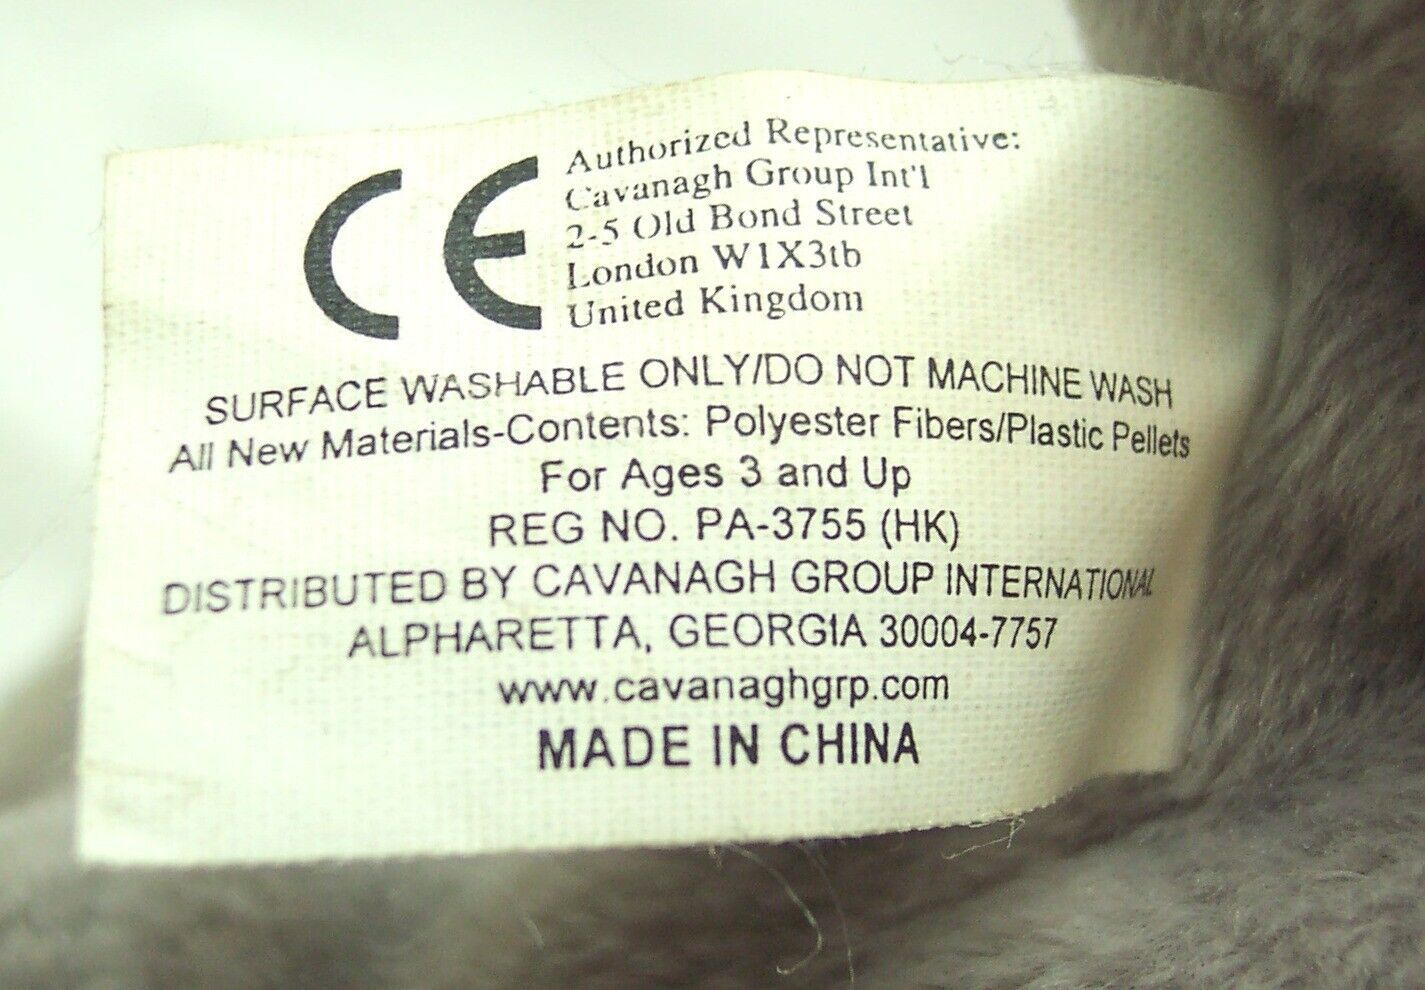 CE
Authorized Representative:
Cavanagh Group Int'l
2-5 Old Bond Street
London W1X3tb
United Kingdom
SURFACE WASHABLE ONLY/DO NOT MACHINE WASH
All New Materials-Contents: Polyester Fibers/Plastic Pellets
For Ages 3 and Up
REG NO. PA-3755 (HK)
DISTRIBUTED BY CAVANAGH GROUP INTERNATIONAL
ALPHARETTA, GEORGIA 30004-7757
www.cavanaghgrp.com
MADE IN CHINA